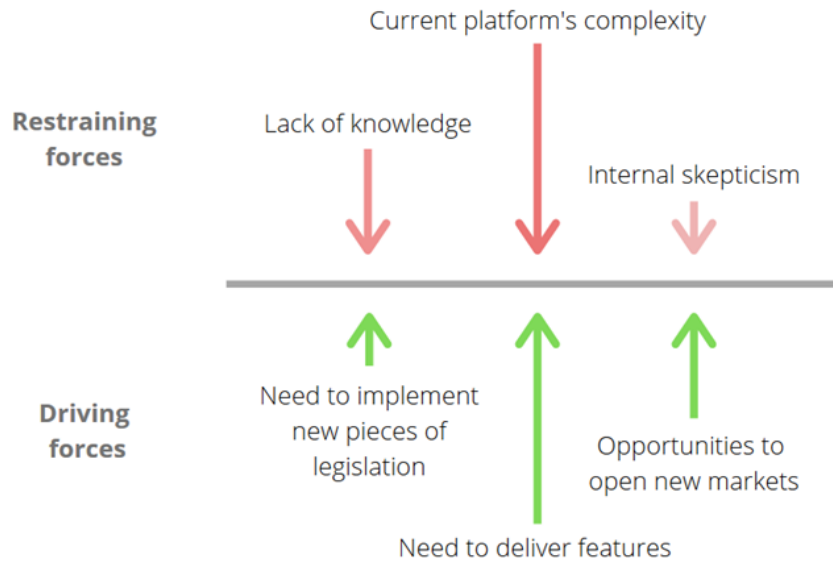 Current platform's complexity
Restraining
forces
Lack of knowledge
Internal skepticism
Driving
forces
Need to implement
new pieces of
legislation
Opportunities to
open new markets
Need to deliver features